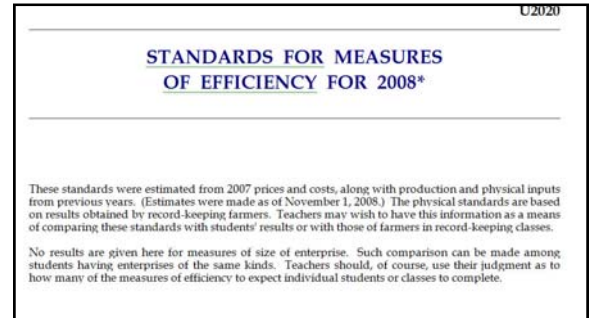 U2020
STANDARDS FOR MEASURES
OF EFFICIENCY FOR 2008*
These standards were estimated from 2007 prices and costs, along with production and physical inputs
from previous years. (Estimates were made as of November 1, 2008.) The physical standards are based
on results obtained by record-keeping farmers. Teachers may wish to have this information as a means
of comparing these standards with students' results or with those of farmers in record-keeping classes.
No results are given here for measures of size of enterprise. Such comparison can be made among
students having enterprises of the same kinds. Teachers should, of course, use their judgment as to
how many of the measures of efficiency to expect individual students or classes to complete.